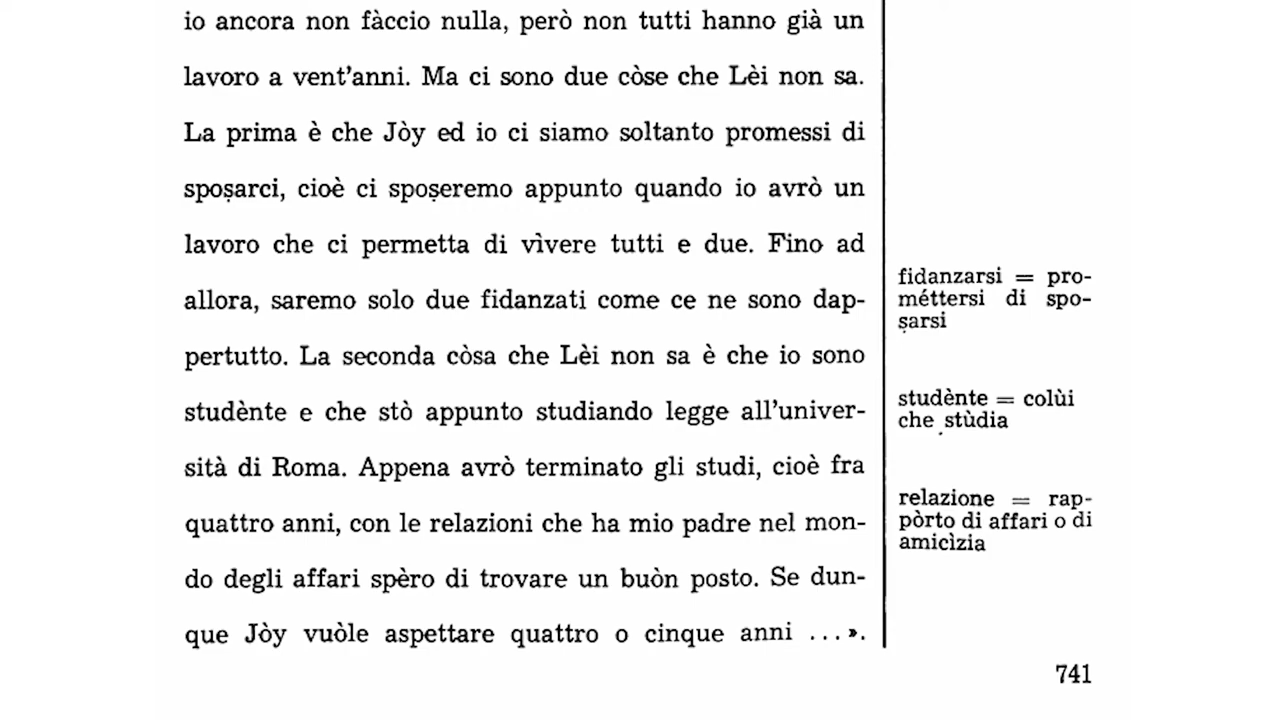 io ancora non fàccio nulla, però non tutti hanno già un
lavoro a vent'anni. Ma ci sono due còse che Lèi non sa.
La prima è che Jòy ed io ci siamo soltanto promessi di
spoṣarci, cioè ci spoṣeremo appunto quando io avrò un
lavoro che ci permetta di vìvere tutti e due. Fino ad
allora, saremo solo due fidanzati come ce ne sono dap-
pertutto. La seconda còsa che Lèi non sa è che io sono
studènte e che stò appunto studiando legge all'univer-
sità di Roma. Appena avrò terminato gli studi, cioè fra
quattro anni, con le relazioni che ha mio padre nel mon-
do degli affari spèro di trovare un buòn posto. Se dun-
que Jòy vuòle aspettare quattro o cinque anni ...».
fidanzarsi = pro-
méttersi di spo-
ṣarsi
studènte = colùi
che stùdia
relazione = rap-
pòrto di affari o di
amicìzia
741